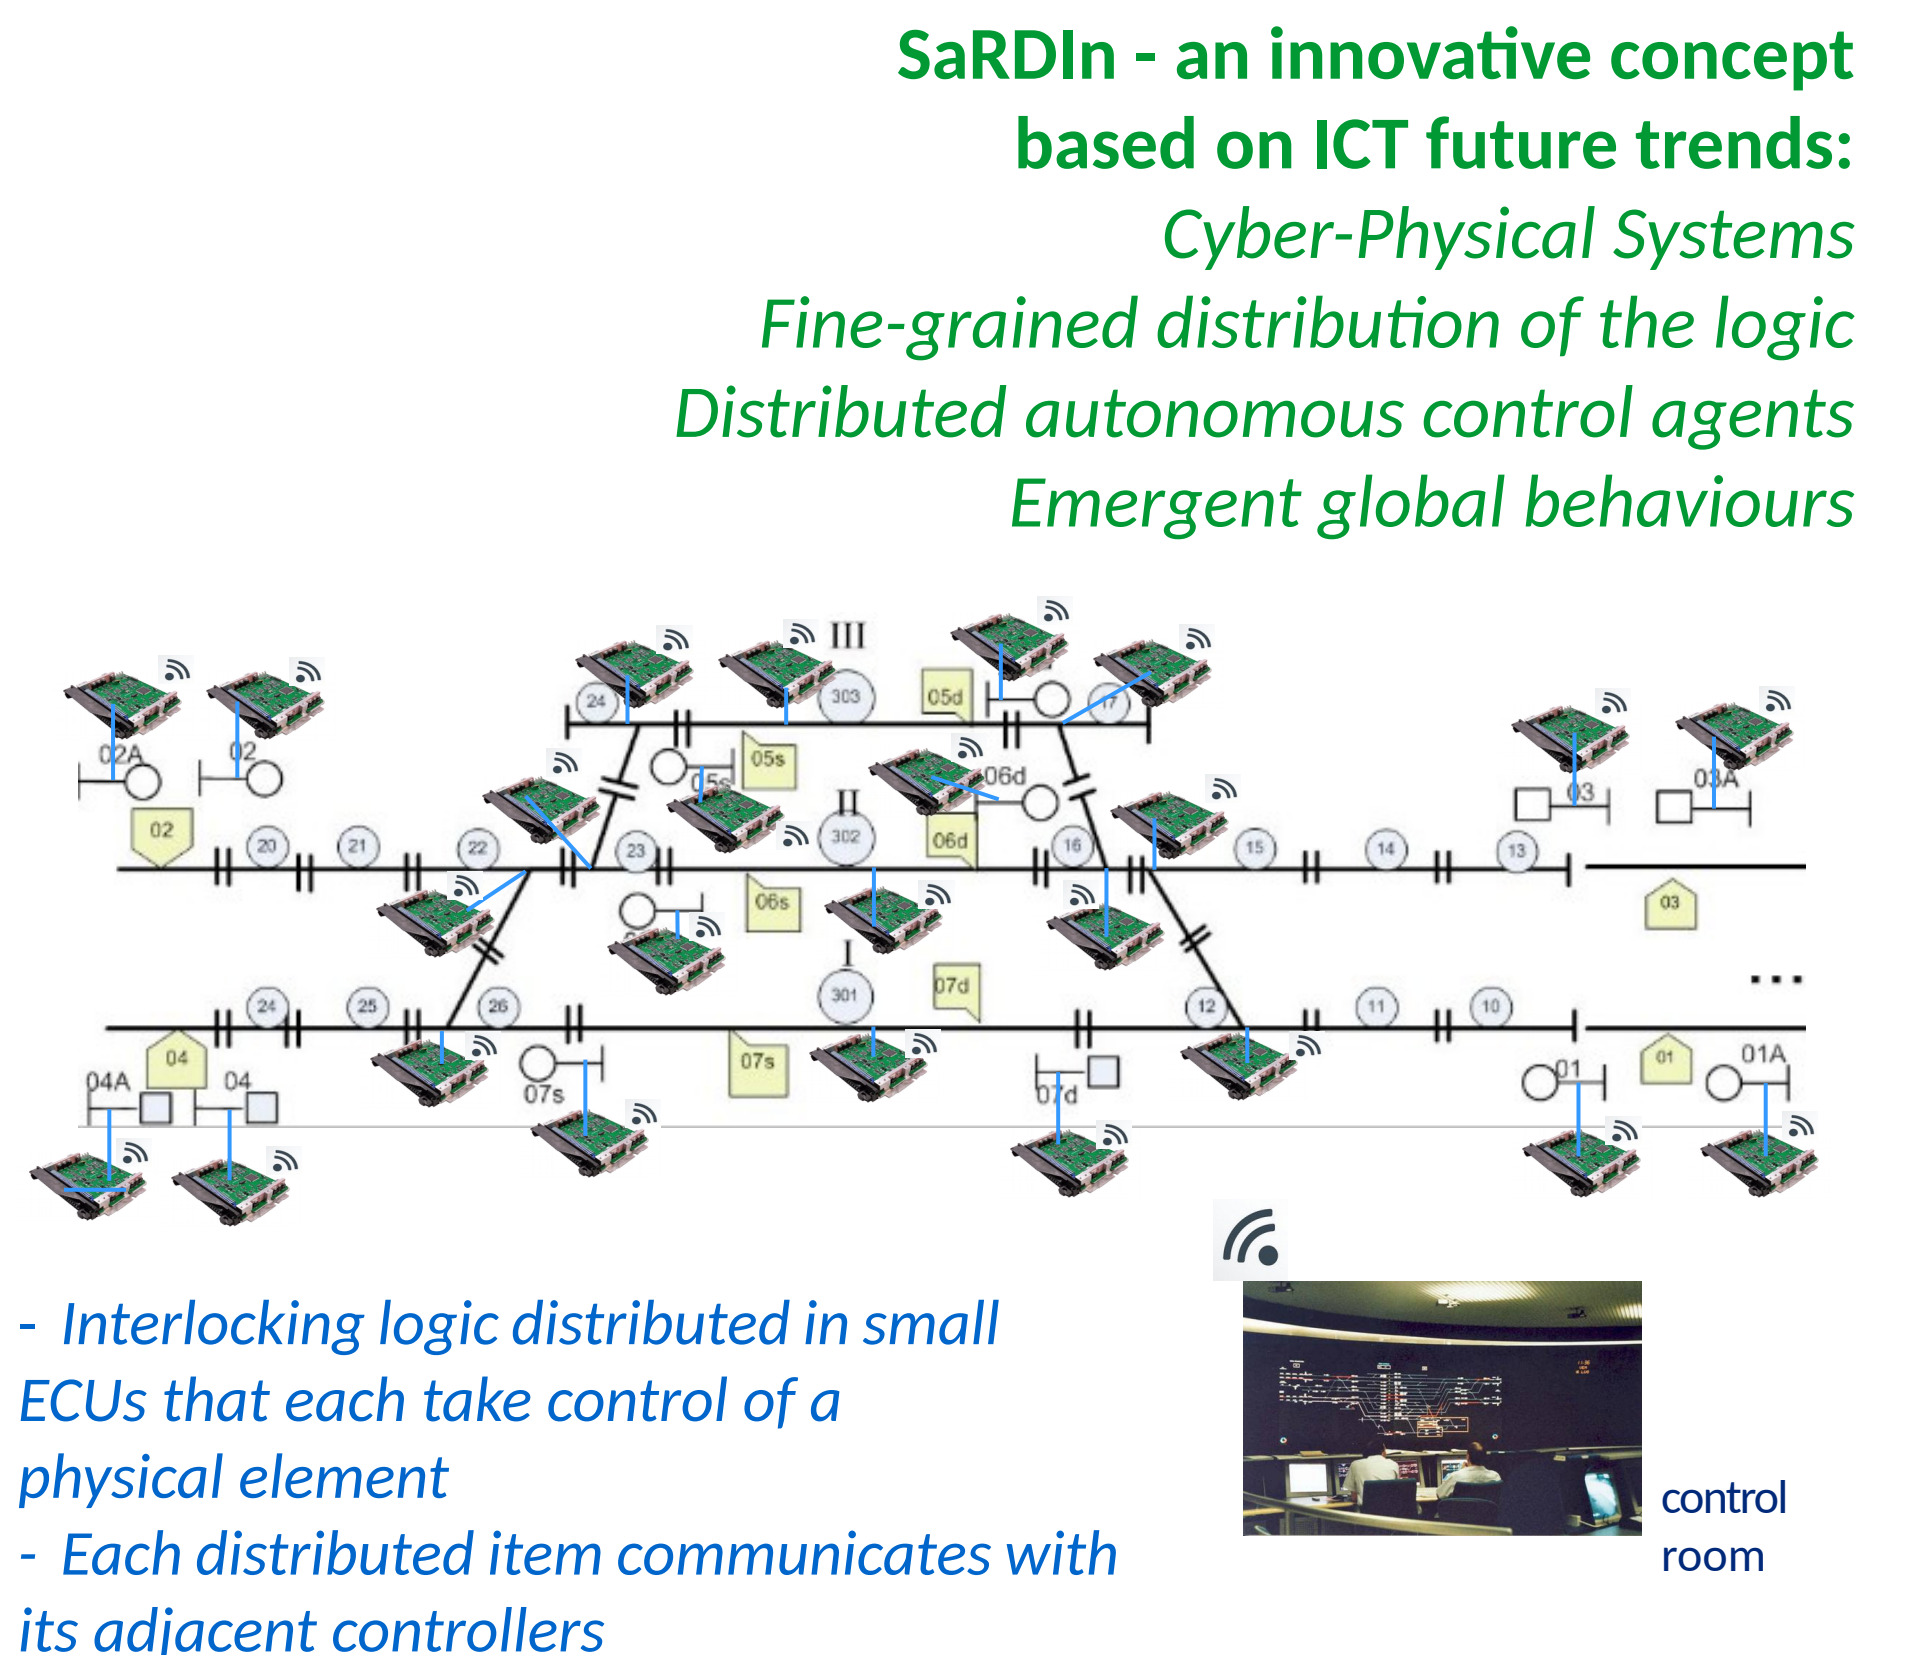 SaRDIn - an innovative concept
based on ICT future trends:
Cyber-Physical Systems
Fine-grained distribution of the logic
Distributed autonomous control agents
Emergent global behaviours
III
24
303
05d
17
02A
02
05s
05s
06d
03
03A
II
02
20
21
22
23
302
06d
16
15
14
13
06s
03
I
301
07d
...
24
25
26
12
11
10
04
07s
01
01A
04A
04
07s
07d
01
- Interlocking logic distributed in small
ECUs that each take control of a
physical element
- Each distributed item communicates with
its adjacent controllers
control
room